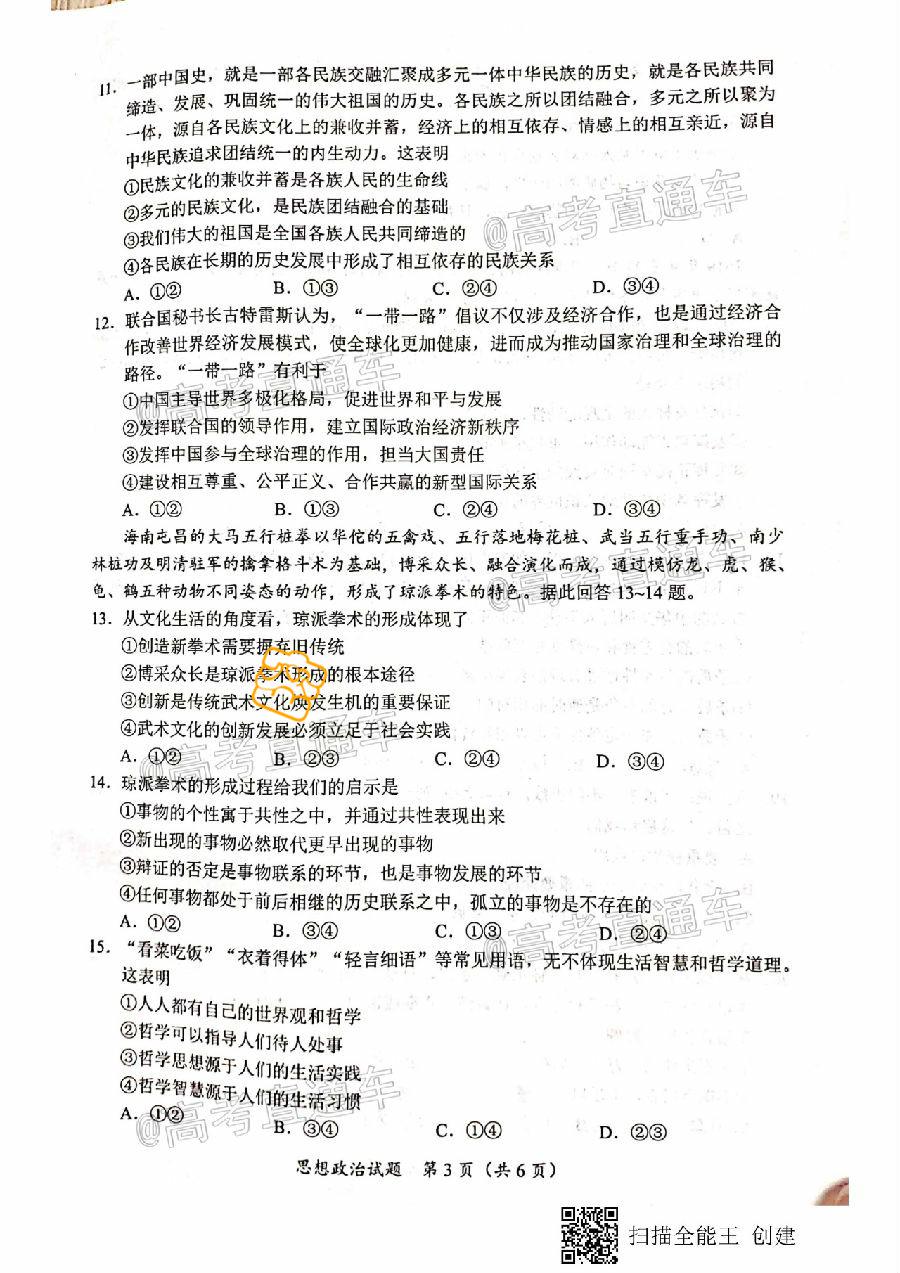 11. 一部中国史，就是一部各民族交融汇聚成多元一体中华民族的历史，就是各民族共同
缔造、发展、巩固统一的伟大祖国的历史。各民族之所以团结融合，多元之所以聚为
一体，源自各民族文化上的兼收并蓄，经济上的相互依存、情感上的相互亲近，源自
中华民族追求团结统一的内生动力。这表明
①民族文化的兼收并蓄是各族人民的生命线
②多元的民族文化，是民族团结融合的基础
③我们伟大的祖国是全国各族人民共同缔造的
④各民族在长期的历史发展中形成了相互依存的民族关系
A. ①② B. ①③ C. ②④ D. ③④
@高考直通车
12. 联合国秘书长古特雷斯认为，“一带一路”倡议不仅涉及经济合作，也是通过经济合
作改善世界经济发展模式，使全球化更加健康，进而成为推动国家治理和全球治理的
路径。“一带一路”有利于
①中国主导世界多极化格局，促进世界和平与发展
②发挥联合国的领导作用，建立国际政治经济新秩序
③发挥中国参与全球治理的作用，担当大国责任
④建设相互尊重、公平正义、合作共赢的新型国际关系
A. ①② B. ①③ C. ②④ D. ③④
@高考直通车
海南屯昌的大马五行桩拳以华佗的五禽戏、五行落地梅花桩、武当五行重手功、南少
林桩功及明清驻军的擒拿格斗术为基础，博采众长、融合演化而成，通过模仿龙、虎、猴、
龟、鹤五种动物不同姿态的动作，形成了琼派拳术的特色。据此回答13~14题。
@高考直通车
13. 从文化生活的角度看，琼派拳术的形成体现了
①创造新拳术需要摒弃旧传统
②博采众长是琼派拳术形成的根本途径
③创新是传统武术文化焕发生机的重要保证
④武术文化的创新发展必须立足于社会实践
A. ①② B. ②③ C. ②④ D. ③④
@高考直通车
14. 琼派拳术的形成过程给我们的启示是
①事物的个性寓于共性之中，并通过共性表现出来
②新出现的事物必然取代更早出现的事物
③辩证的否定是事物联系的环节，也是事物发展的环节
④任何事物都处于前后相继的历史联系之中，孤立的事物是不存在的
A. ①② B. ③④ C. ①③ D. ②④
@高考直通车
15. “看菜吃饭”“衣着得体”“轻言细语”等常见用语，无不体现生活智慧和哲学道理。
这表明
①人人都有自己的世界观和哲学
②哲学可以指导人们待人处事
③哲学思想源于人们的生活实践
④哲学智慧源于人们的生活习惯
A. ①② B. ③④ C. ①④ D. ②③
@高考直通车
思想政治试题 第3页（共6页）
扫描全能王 创建